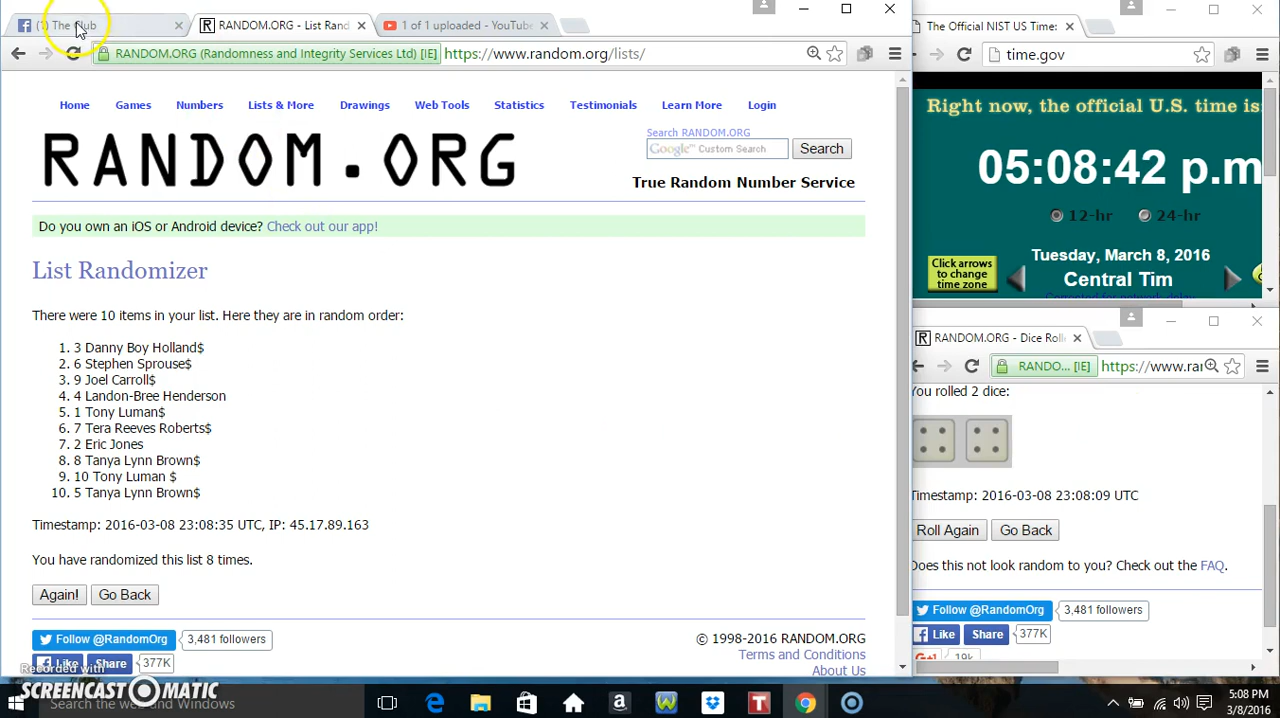 (1) The Club
RANDOM.ORG - List Rand
1 of 1 uploaded - YouTube
RANDOM.ORG (Randomness and Integrity Services Ltd) [IE]
https://www.random.org/lists/
Home
Games
Numbers
Lists & More
Drawings
Web Tools
Statistics
Testimonials
Learn More
Login
RANDOM.ORG
Search RANDOM.ORG
Google™ Custom Search
Search
True Random Number Service
Do you own an iOS or Android device? Check out our app!
List Randomizer
There were 10 items in your list. Here they are in random order:
1. 3 Danny Boy Holland$
2. 6 Stephen Sprouse$
3. 9 Joel Carroll$
4. 4 Landon-Bree Henderson
5. 1 Tony Luman$
6. 7 Tera Reeves Roberts$
7. 2 Eric Jones
8. 8 Tanya Lynn Brown$
9. 10 Tony Luman $
10. 5 Tanya Lynn Brown$
Timestamp: 2016-03-08 23:08:35 UTC, IP: 45.17.89.163
You have randomized this list 8 times.
Again!
Go Back
Follow @RandomOrg
3,481 followers
Like
Share
377K
© 1998-2016 RANDOM.ORG
Terms and Conditions
About Us
The Official NIST US Time:
time.gov
Right now, the official U.S. time is:
05:08:42 p.m
12-hr
24-hr
Tuesday, March 8, 2016
Click arrows
to change
time zone
Central Tim
RANDOM.ORG - Dice Roll
RANDO... [IE]
https://www.rai
You rolled 2 dice:
Timestamp: 2016-03-08 23:08:09 UTC
Roll Again
Go Back
Does this not look random to you? Check out the FAQ.
Follow @RandomOrg
3,481 followers
Like
Share
377K
19k
Recorded with
SCREENCAST-O-MATIC
Search the web and Windows
5:08 PM
3/8/2016